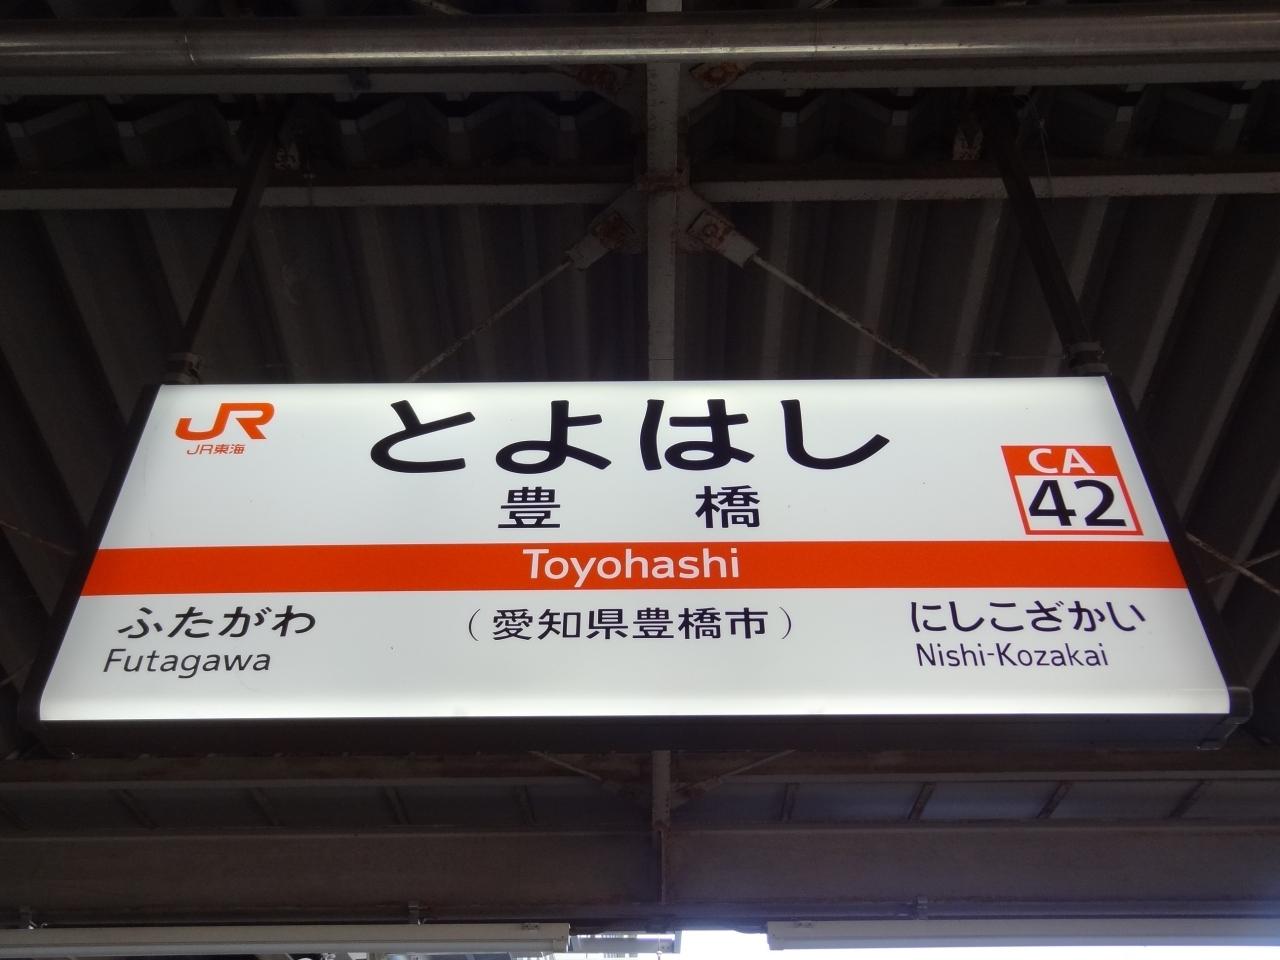 JR
JR東海
とよはし
豊橋
CA
42
Toyohashi
ふたがわ
Futagawa
（愛知県豊橋市）
にしこざかい
Nishi-Kozakai